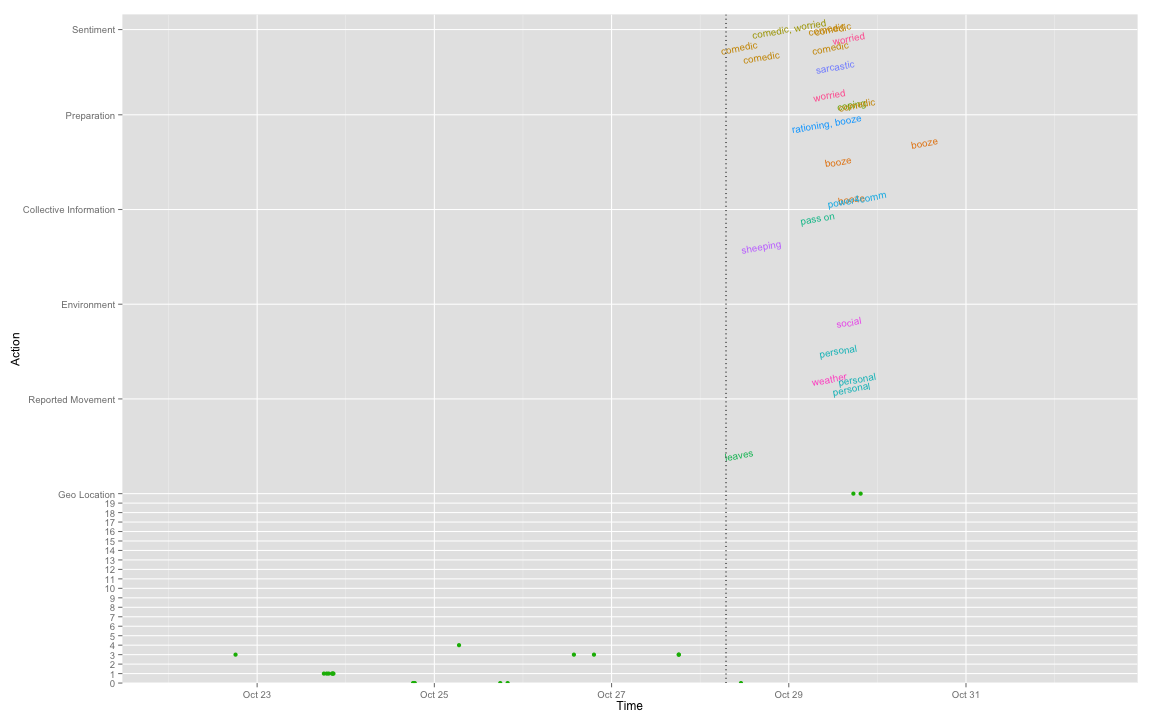 Sentiment
comedic, worried
comedic
comedic
worried
comedic
comedic
comedic
sarcastic
worried
coping
comedic
Preparation
rationing, booze
booze
booze
booze
power4comm
Collective Information
pass on
sheeping
Environment
social
personal
weather
personal
personal
Reported Movement
leaves
Geo Location
19
18
17
16
15
14
13
12
11
10
9
8
7
6
5
4
3
2
1
0
Oct 23
Oct 25
Oct 27
Oct 29
Oct 31
Time
Action